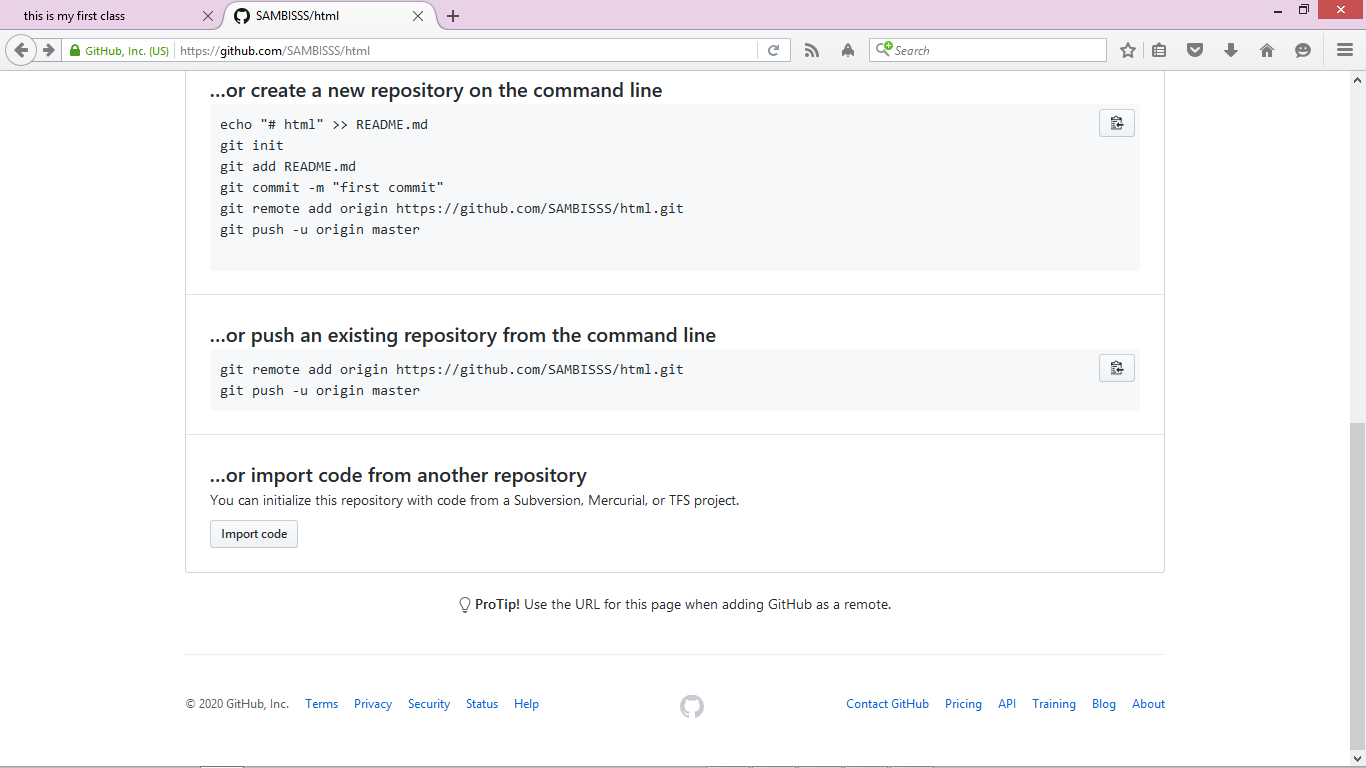 this is my first class
SAMBISSS/html
GitHub, Inc. (US)
https://github.com/SAMBISSS/html
Search
...or create a new repository on the command line
echo "# html" >> README.md
git init
git add README.md
git commit -m "first commit"
git remote add origin https://github.com/SAMBISSS/html.git
git push -u origin master
...or push an existing repository from the command line
git remote add origin https://github.com/SAMBISSS/html.git
git push -u origin master
...or import code from another repository
You can initialize this repository with code from a Subversion, Mercurial, or TFS project.
Import code
ProTip! Use the URL for this page when adding GitHub as a remote.
© 2020 GitHub, Inc. Terms Privacy Security Status Help Contact GitHub Pricing API Training Blog About